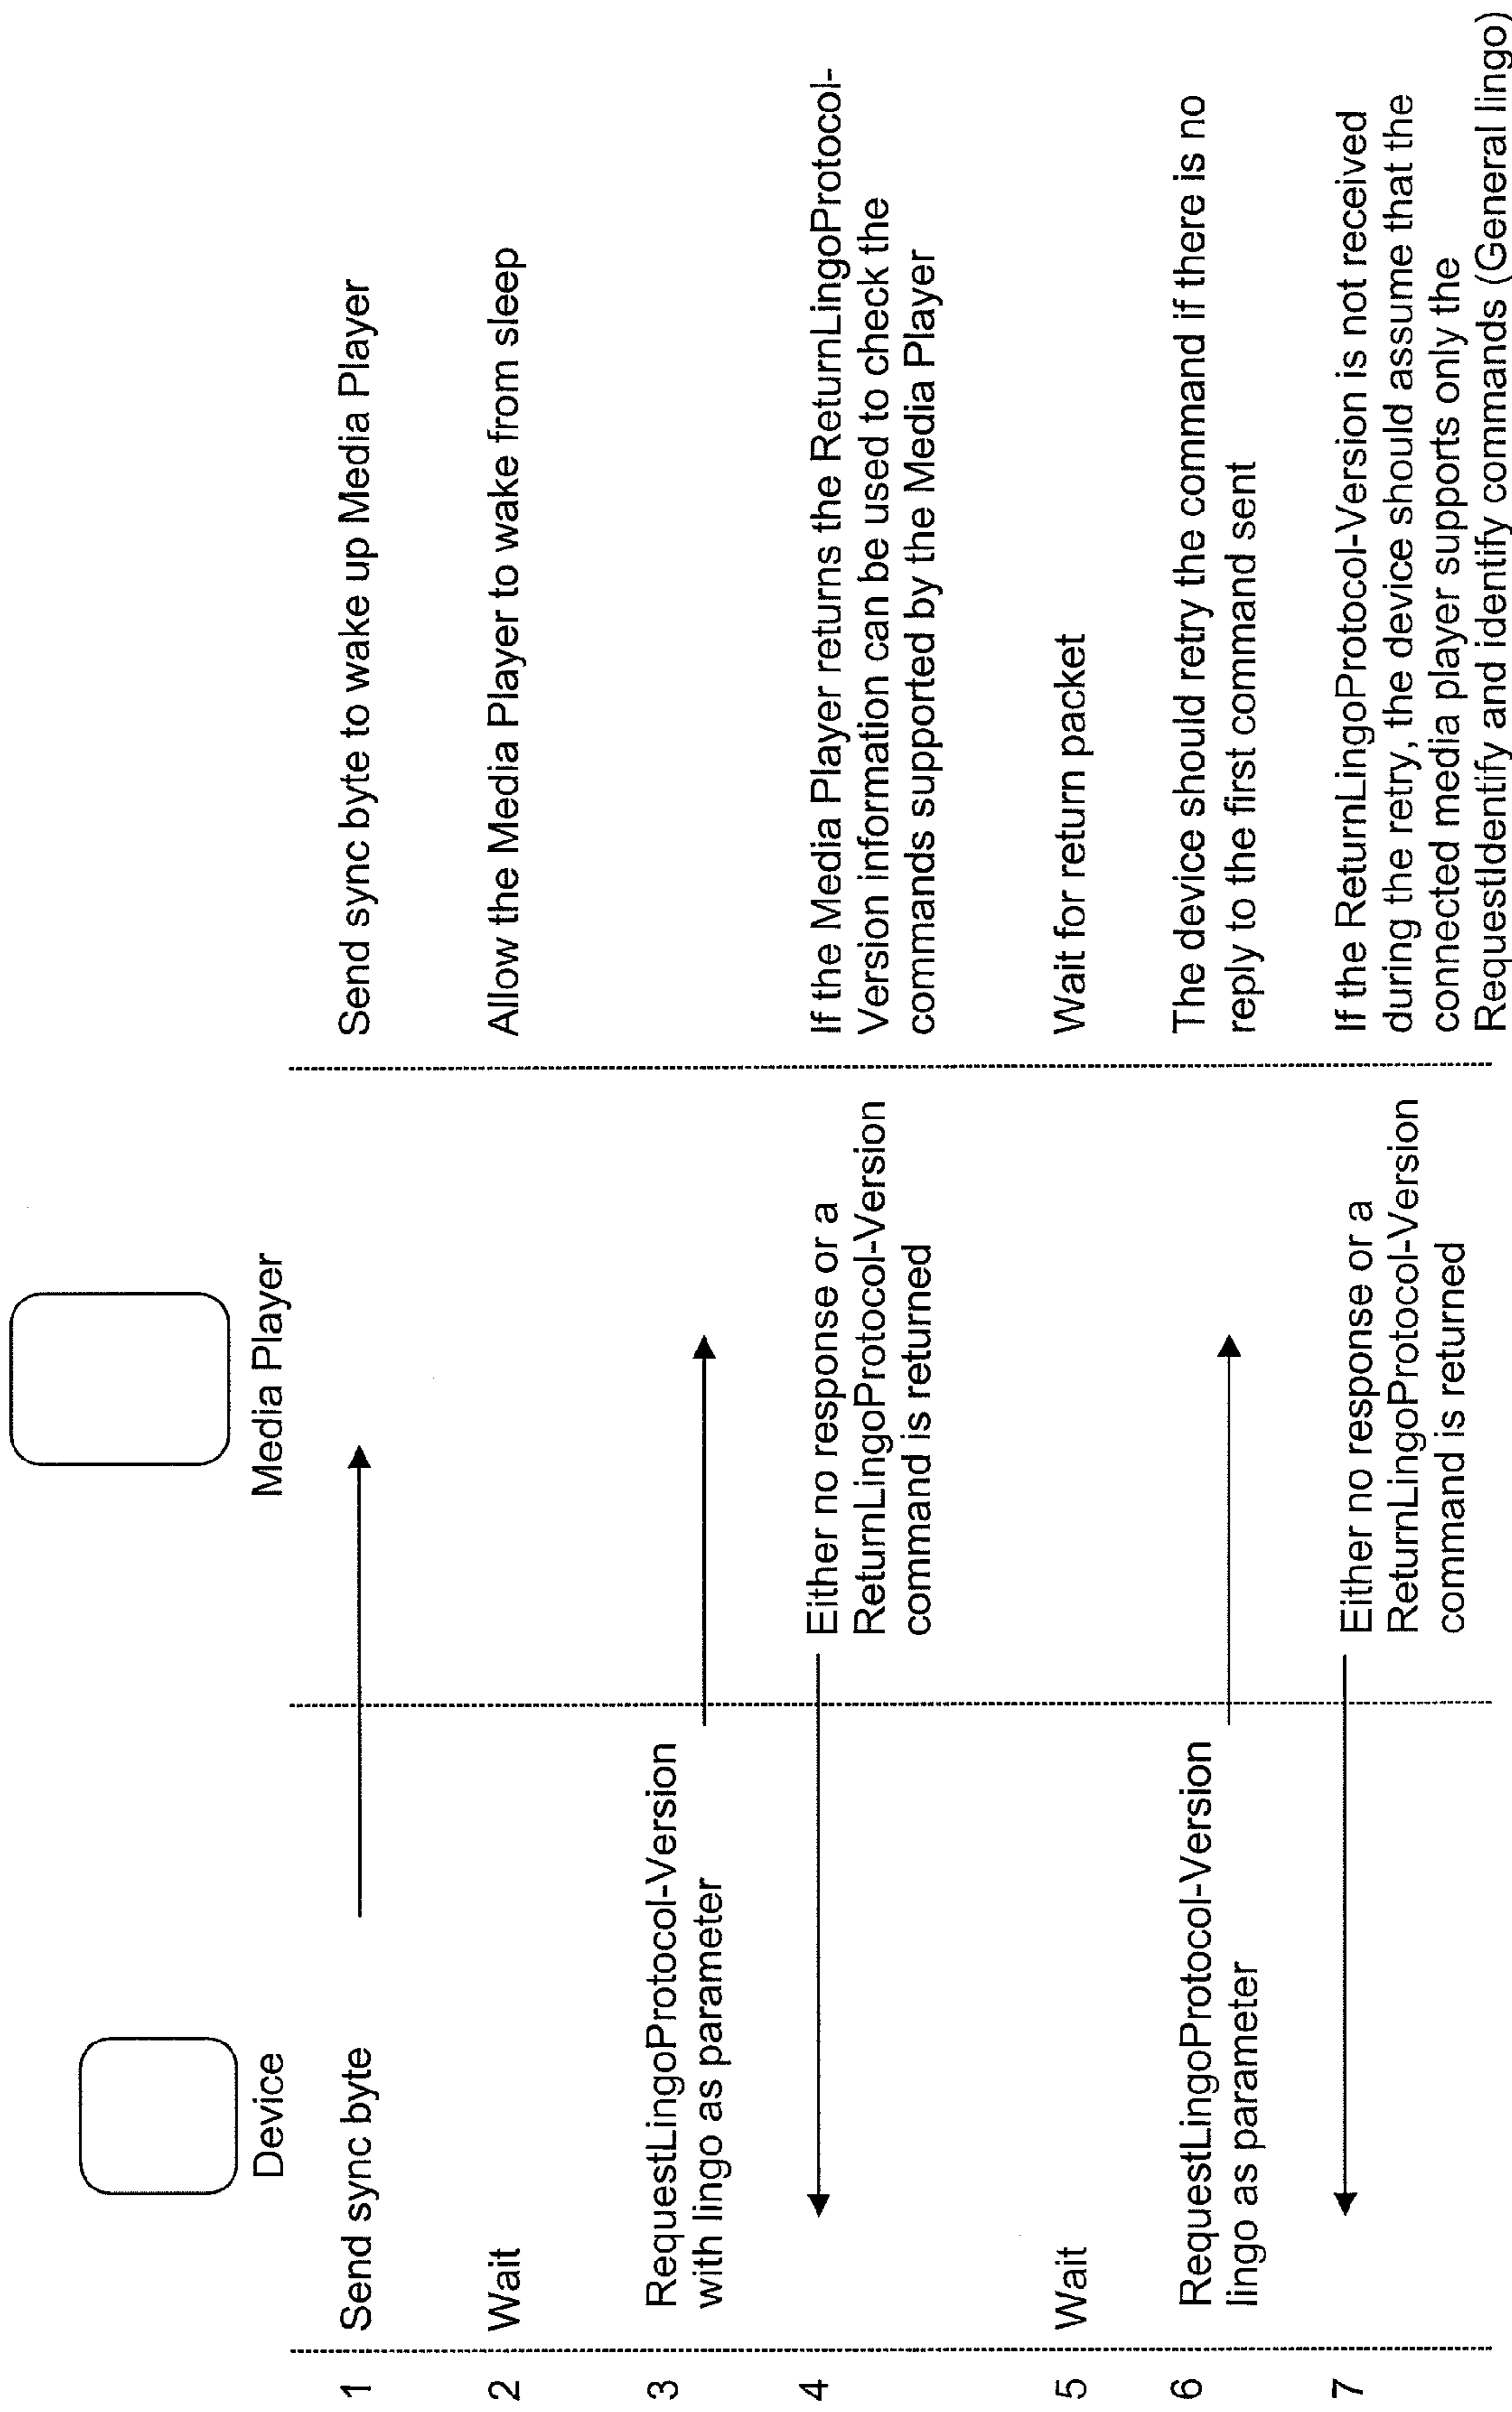 Device
Media Player
1
Send sync byte
Send sync byte to wake up Media Player
2
Wait
Allow the Media Player to wake from sleep
3
RequestLingoProtocol-Version
with lingo as parameter
4
Either no response or a
ReturnLingoProtocol-Version
command is returned
If the Media Player returns the ReturnLingoProtocol-
Version information can be used to check the
commands supported by the Media Player
5
Wait
Wait for return packet
6
RequestLingoProtocol-Version
lingo as parameter
The device should retry the command if there is no
reply to the first command sent
7
Either no response or a
ReturnLingoProtocol-Version
command is returned
If the ReturnLingoProtocol-Version is not received
during the retry, the device should assume that the
connected media player supports only the
RequestIdentify and identify commands (General lingo)